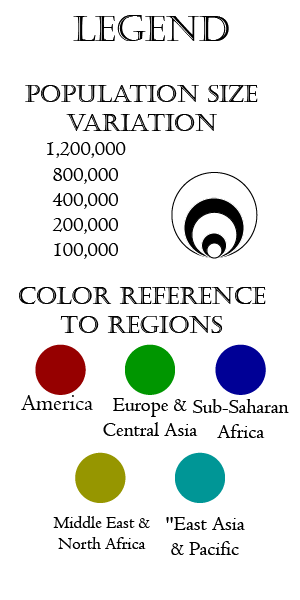 LEGEND
POPULATION SIZE
VARIATION
1,200,000
800,000
400,000
200,000
100,000
COLOR REFERENCE
TO REGIONS
America
Europe &
Central Asia
Sub-Saharan
Africa
Middle East &
North Africa
"East Asia
& Pacific